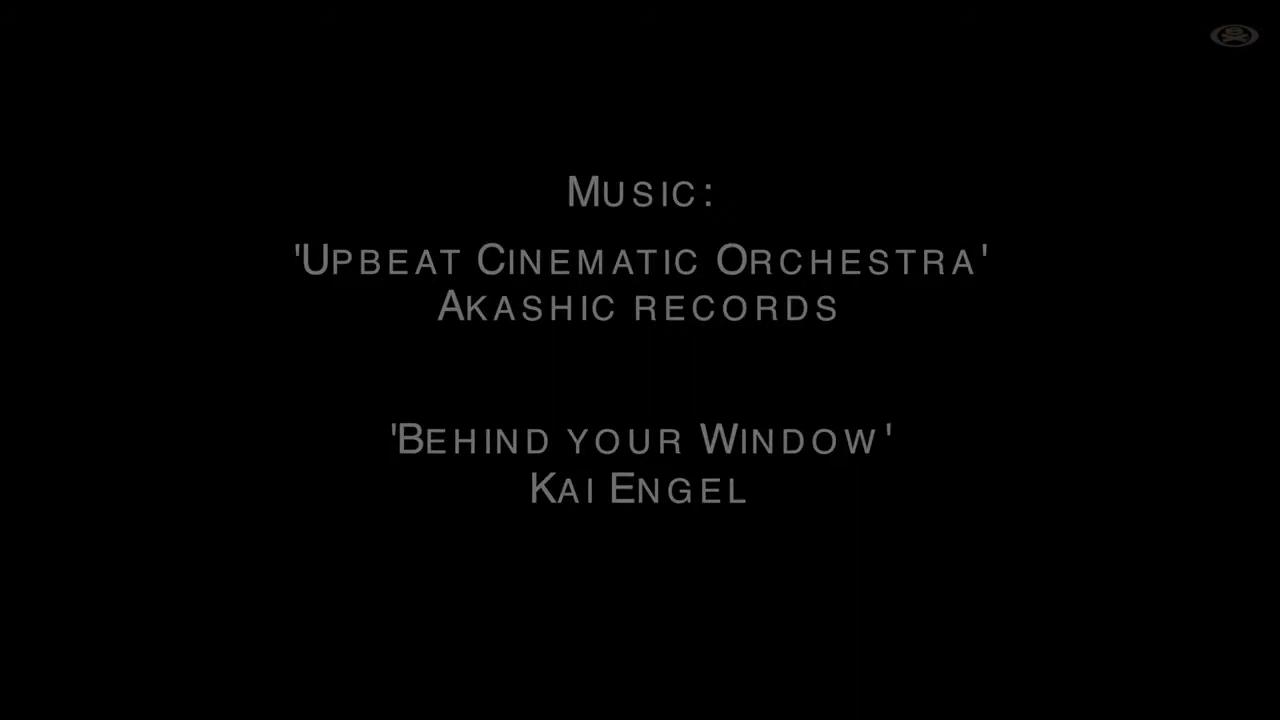 Music:
'Upbeat Cinematic Orchestra'
Akashic records
'Behind your Window'
Kai Engel